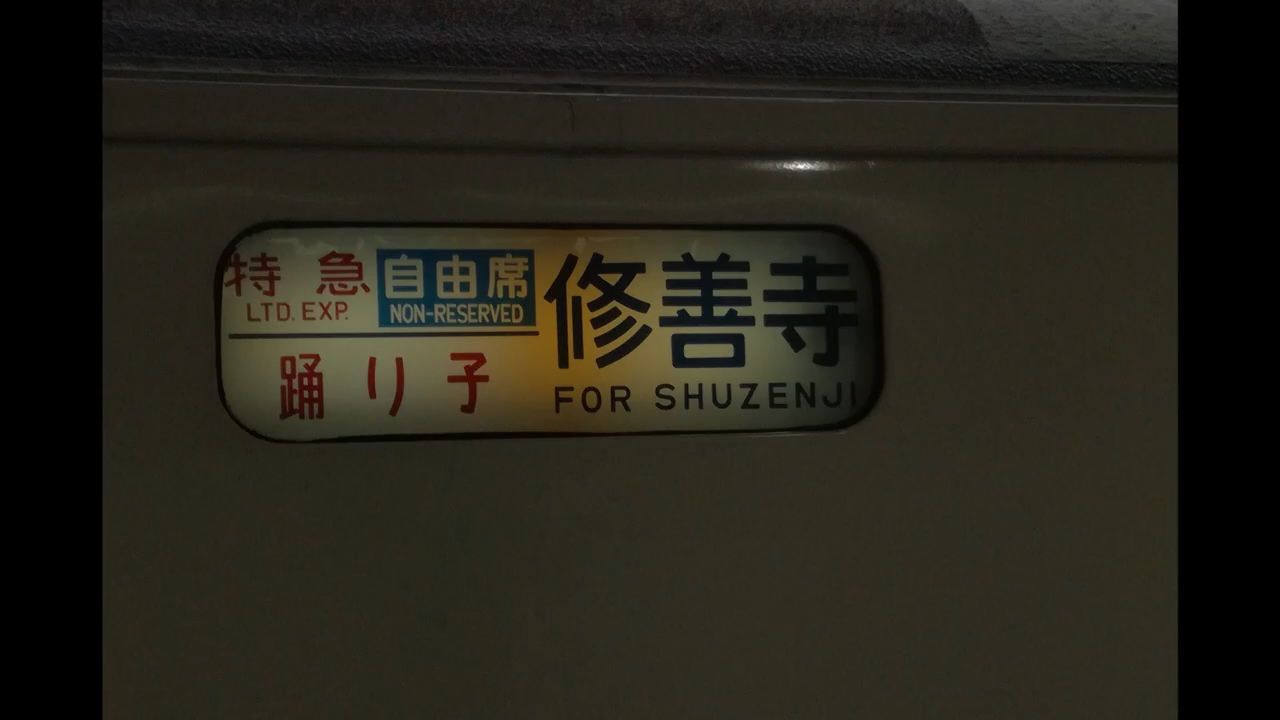 特急 自由席 修善寺
LTD. EXP. NON-RESERVED
踊り子 FOR SHUZENJI